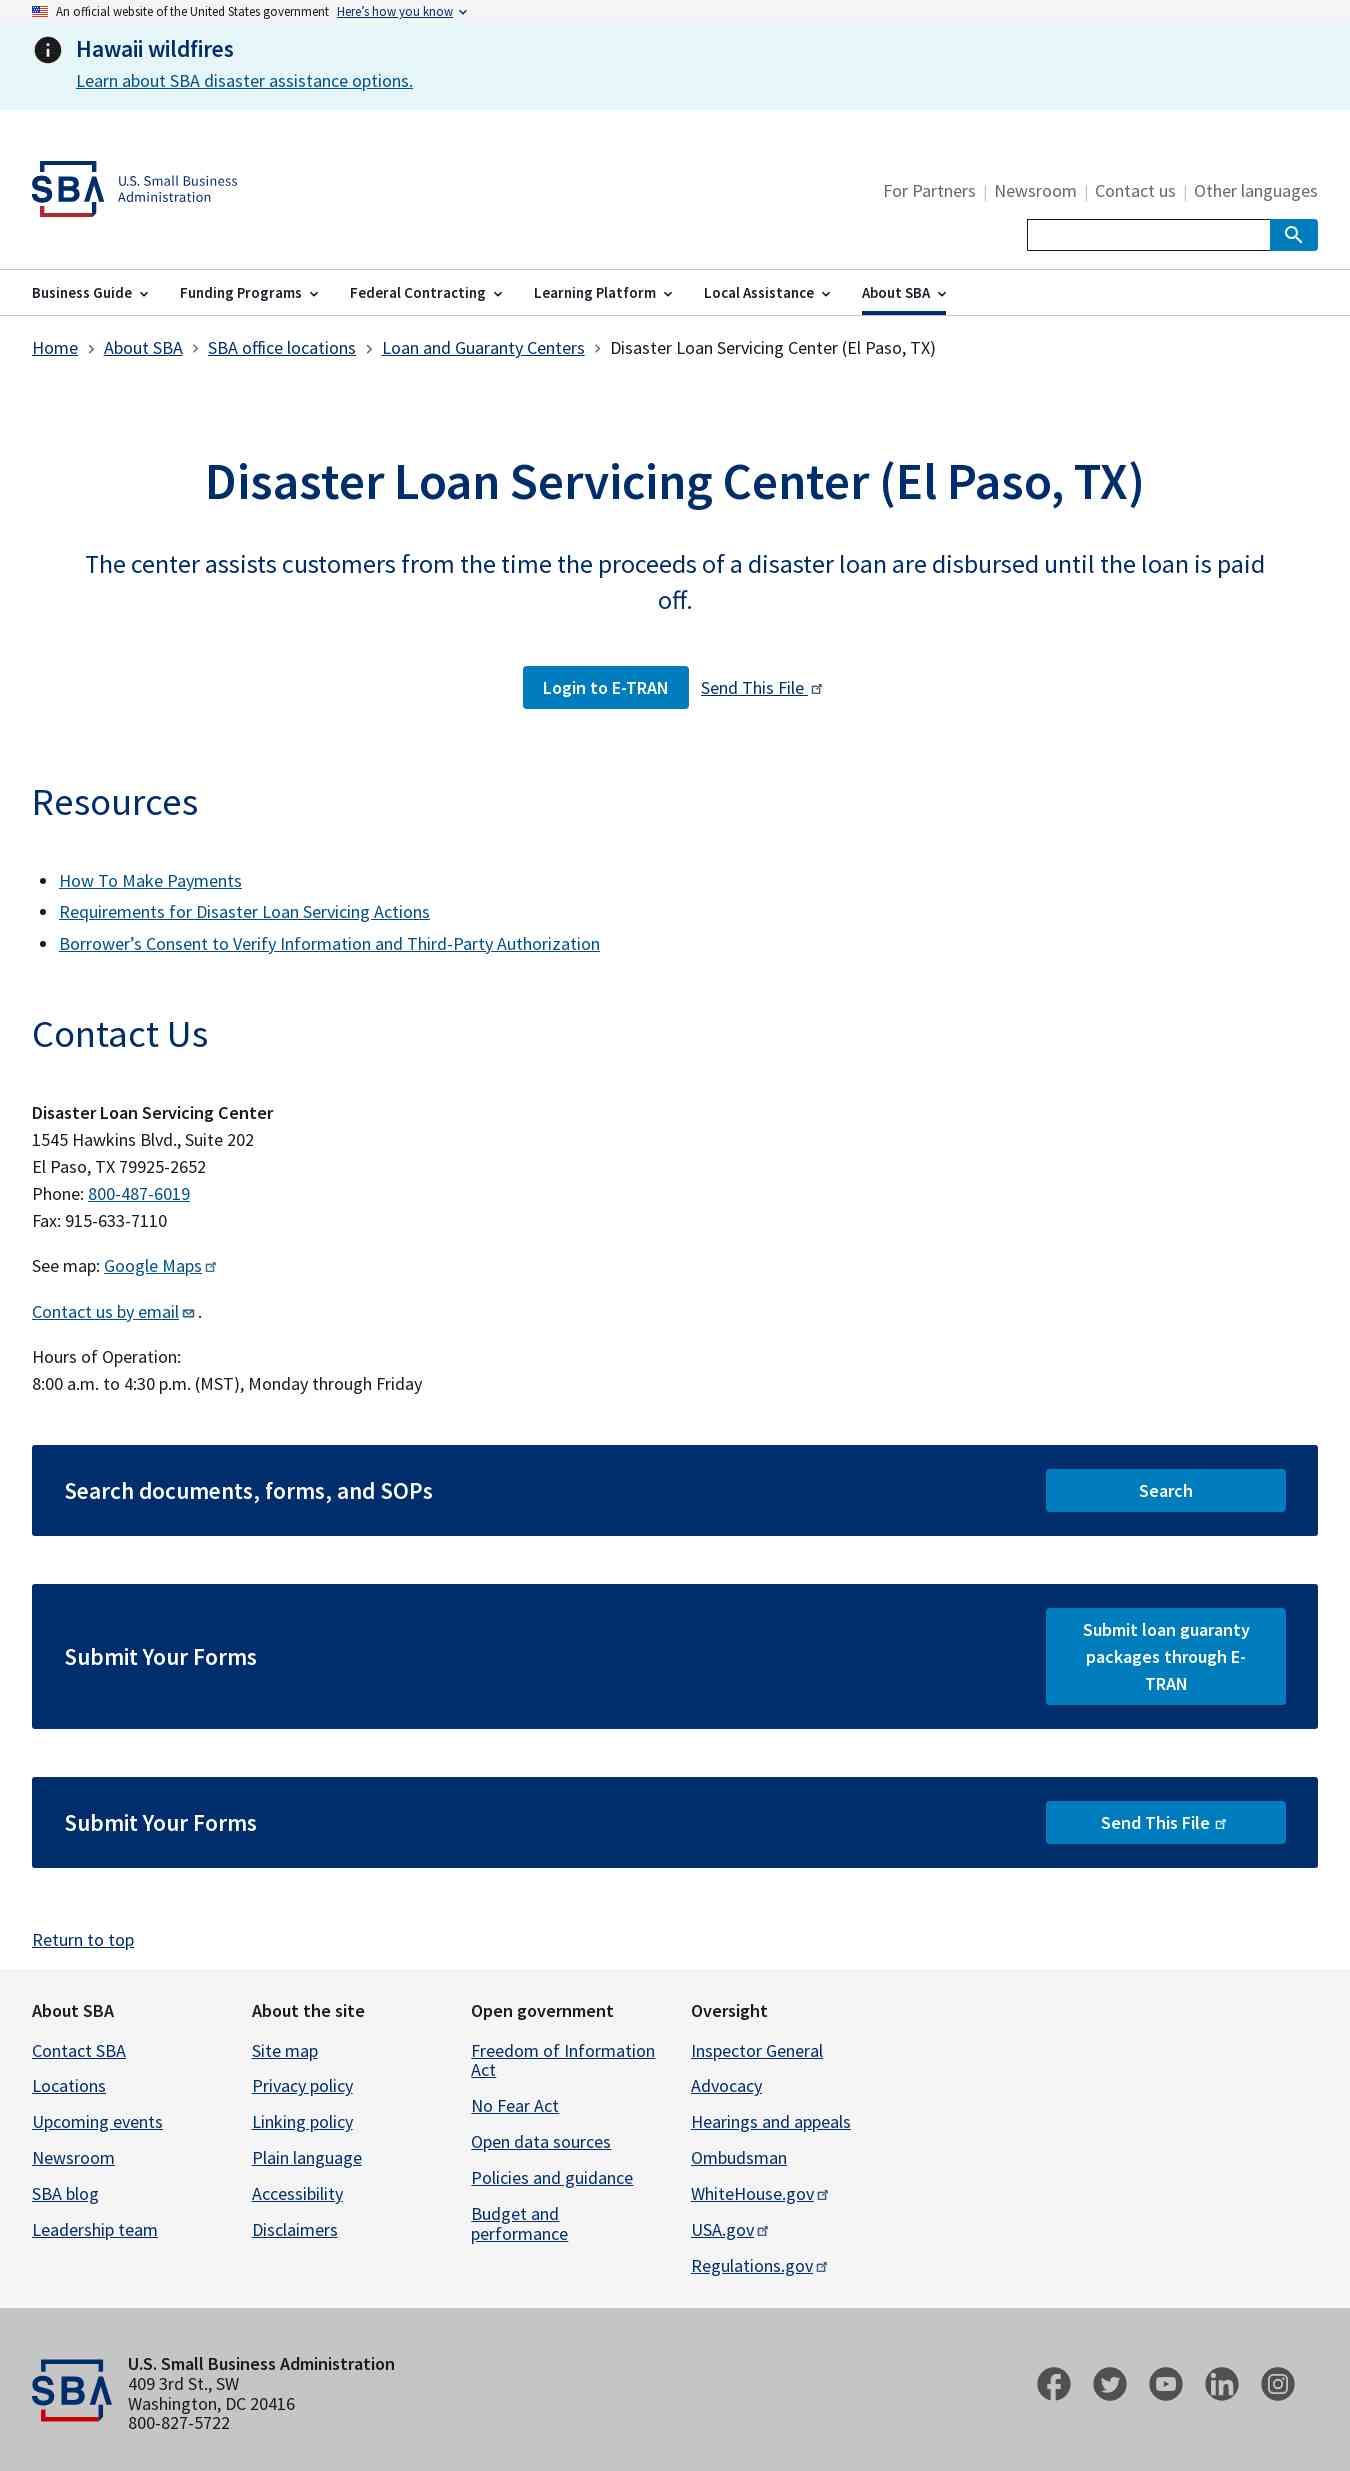 An official website of the United States government Here’s how you know
Hawaii wildfires
Learn about SBA disaster assistance options.
SBA
U.S. Small Business
Administration
For Partners | Newsroom | Contact us | Other languages
Business Guide Funding Programs Federal Contracting Learning Platform Local Assistance About SBA
Home > About SBA > SBA office locations > Loan and Guaranty Centers > Disaster Loan Servicing Center (El Paso, TX)
Disaster Loan Servicing Center (El Paso, TX)
The center assists customers from the time the proceeds of a disaster loan are disbursed until the loan is paid
off.
Login to E-TRAN Send This File
Resources
• How To Make Payments
• Requirements for Disaster Loan Servicing Actions
• Borrower’s Consent to Verify Information and Third-Party Authorization
Contact Us
Disaster Loan Servicing Center
1545 Hawkins Blvd., Suite 202
El Paso, TX 79925-2652
Phone: 800-487-6019
Fax: 915-633-7110
See map: Google Maps
Contact us by email .
Hours of Operation:
8:00 a.m. to 4:30 p.m. (MST), Monday through Friday
Search documents, forms, and SOPs
Search
Submit Your Forms
Submit loan guaranty
packages through E-
TRAN
Submit Your Forms
Send This File
Return to top
About SBA
Contact SBA
Locations
Upcoming events
Newsroom
SBA blog
Leadership team
About the site
Site map
Privacy policy
Linking policy
Plain language
Accessibility
Disclaimers
Open government
Freedom of Information
Act
No Fear Act
Open data sources
Policies and guidance
Budget and
performance
Oversight
Inspector General
Advocacy
Hearings and appeals
Ombudsman
WhiteHouse.gov
USA.gov
Regulations.gov
SBA
U.S. Small Business Administration
409 3rd St., SW
Washington, DC 20416
800-827-5722